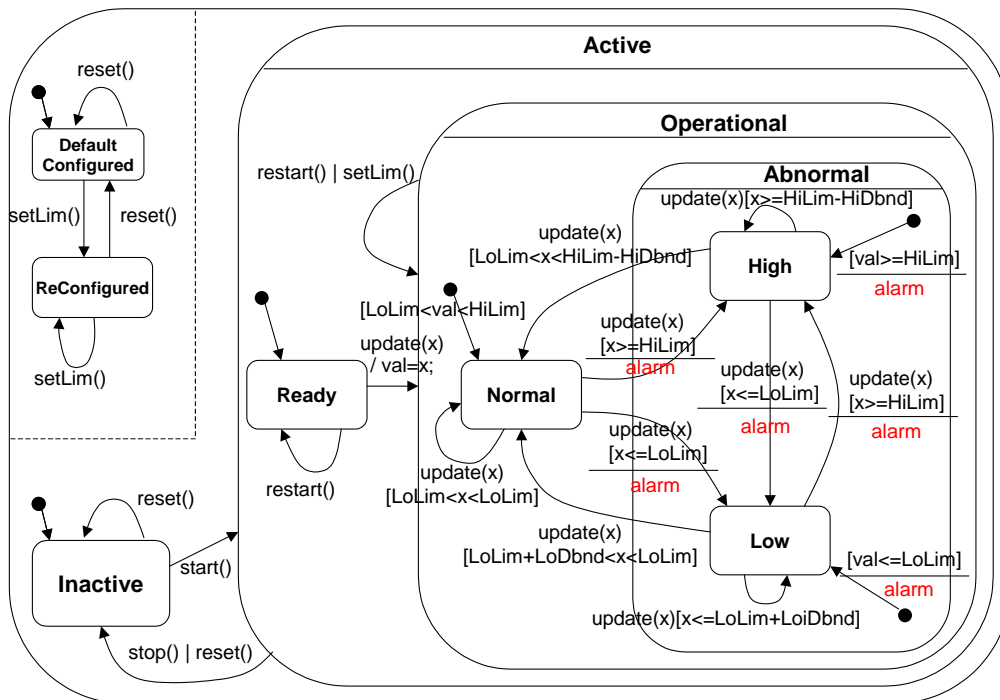 Active
reset()
Default
Configured
setLim()
reset()
ReConfigured
setLim()
Operational
restart() | setLim()
Abnormal
update(x)[x>=HiLim-HiDbnd]
update(x)
[LoLim<x<HiLim-HiDbnd]
High
[val>=HiLim]
alarm
[LoLim<val<HiLim]
update(x)
/ val=x;
update(x)
[x>=HiLim]
alarm
Ready
Normal
update(x)
[x<=LoLim]
alarm
update(x)
[x>=HiLim]
alarm
restart()
update(x)
[LoLim<x<LoLim]
update(x)
[x<=LoLim]
alarm
reset()
Inactive
start()
update(x)
[LoLim+LoDbnd<x<LoLim]
Low
[val<=LoLim]
alarm
update(x)[x<=LoLim+LoiDbnd]
stop() | reset()